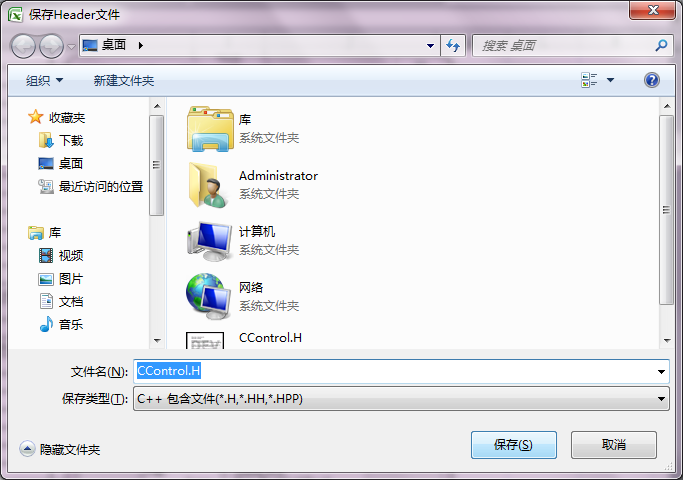 保存Header文件
桌面
搜索 桌面
组织
新建文件夹
收藏夹
下载
桌面
最近访问的位置
库
视频
图片
文档
音乐
库
系统文件夹
Administrator
系统文件夹
计算机
系统文件夹
网络
系统文件夹
CControl.H
DEV
文件名(N):
CControl.H
保存类型(T):
C++ 包含文件(*.H,*.HH,*.HPP)
隐藏文件夹
保存(S)
取消